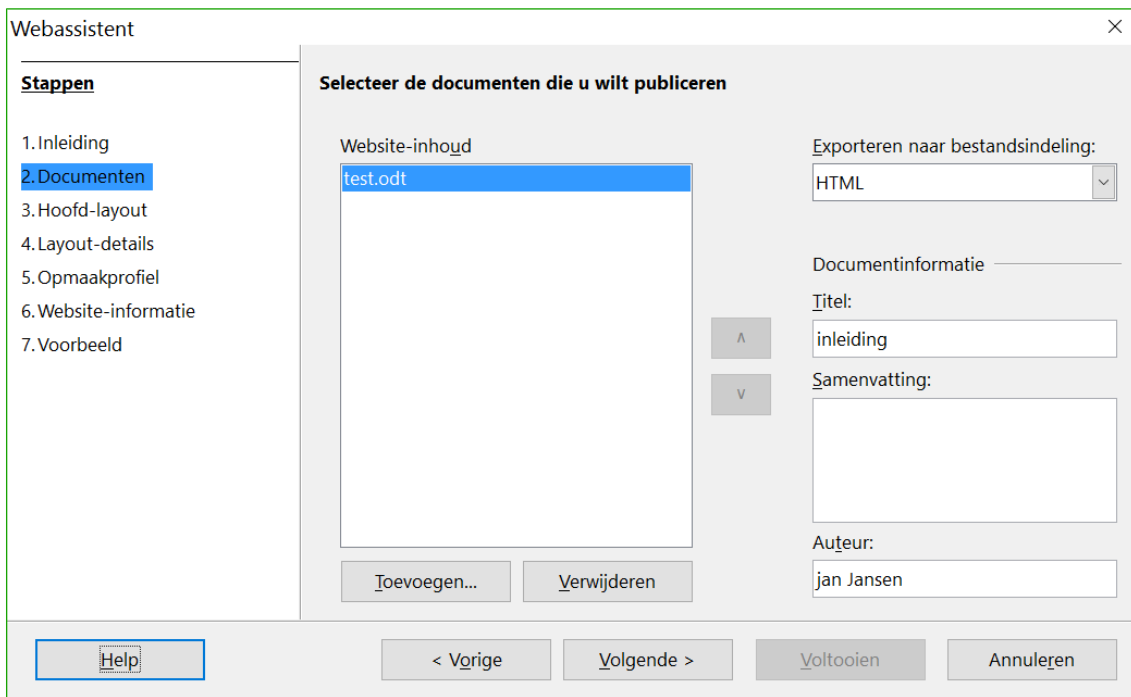 Webassistent
Stappen
1. Inleiding
2. Documenten
3. Hoofd-layout
4. Layout-details
5. Opmaakprofiel
6. Website-informatie
7. Voorbeeld
Selecteer de documenten die u wilt publiceren
Website-inhoud
test.odt
Toevoegen...
Verwijderen
Exporteren naar bestandsindeling:
HTML
Documentinformatie
Titel:
inleiding
Samenvatting:
Auteur:
jan Jansen
Help
< Vorige
Volgende >
Voltooien
Annuleren